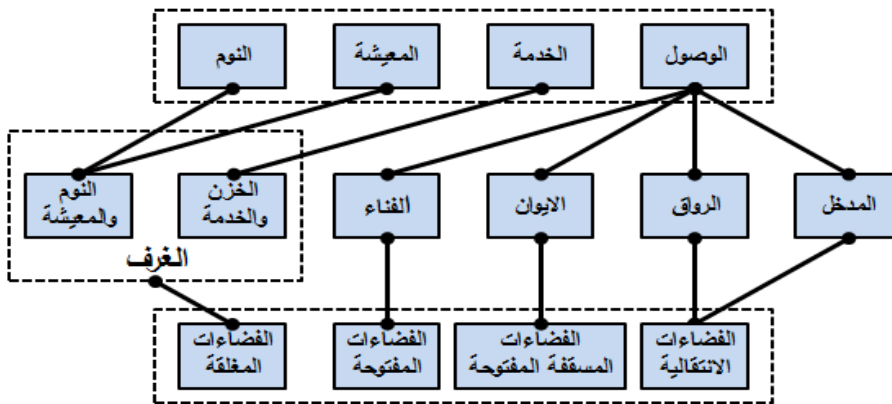 الوصول
الخدمة
المعيشة
النوم
المدخل
الرواق
الايوان
ألفناء
الخزن
والخدمة
النوم
والمعيشة
الغرف
الفضاءات
الانتقالية
الفضاءات
المسقفة المفتوحة
الفضاءات
المفتوحة
الفضاءات
المغلقة